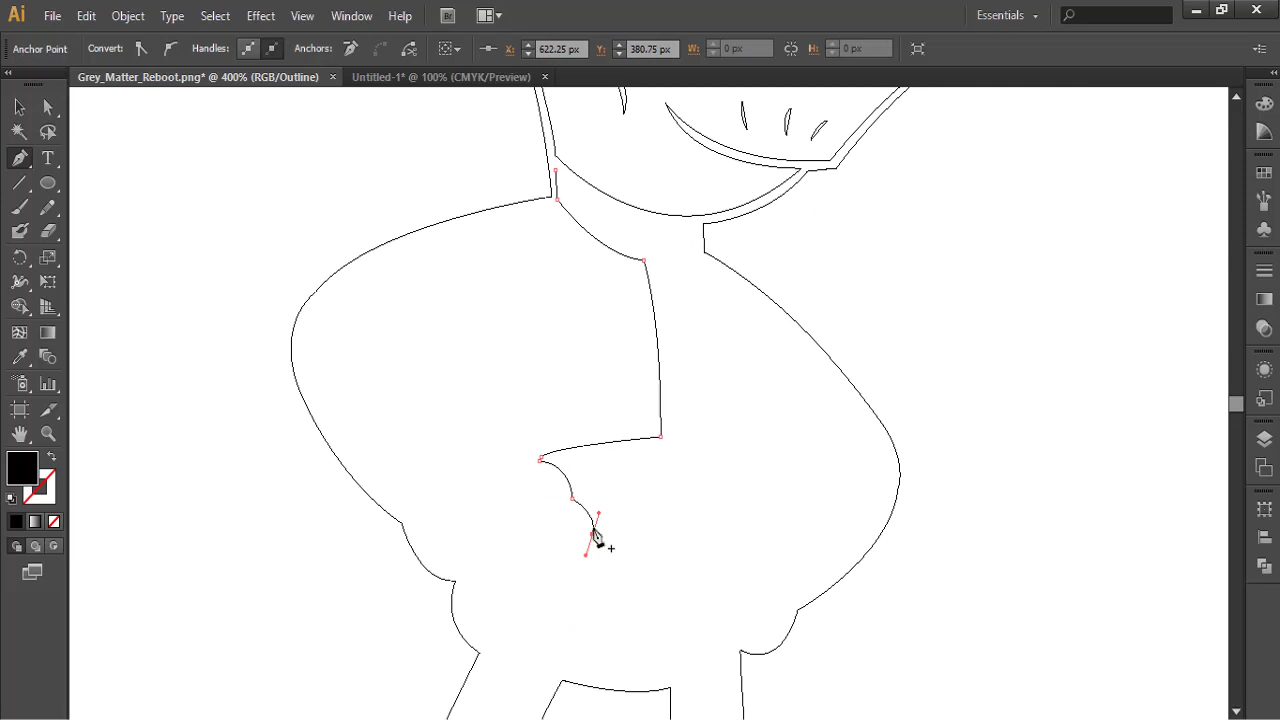 Ai File Edit Object Type Select Effect View Window Help Br Essentials
Anchor Point Convert: Handles: Anchors: X: 622.25 px Y: 380.75 px W: 0 px H: 0 px
Grey_Matter_Reboot.png* @ 400% (RGB/Outline) × Untitled-1* @ 100% (CMYK/Preview) ×
T